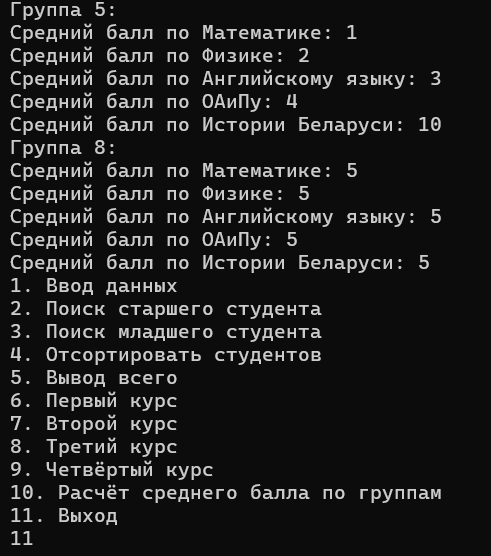 Группа 5:
Средний балл по Математике: 1
Средний балл по Физике: 2
Средний балл по Английскому языку: 3
Средний балл по ОАиПу: 4
Средний балл по Истории Беларуси: 10
Группа 8:
Средний балл по Математике: 5
Средний балл по Физике: 5
Средний балл по Английскому языку: 5
Средний балл по ОАиПу: 5
Средний балл по Истории Беларуси: 5
1. Ввод данных
2. Поиск старшего студента
3. Поиск младшего студента
4. Отсортировать студентов
5. Вывод всего
6. Первый курс
7. Второй курс
8. Третий курс
9. Четвёртый курс
10. Расчёт среднего балла по группам
11. Выход
11